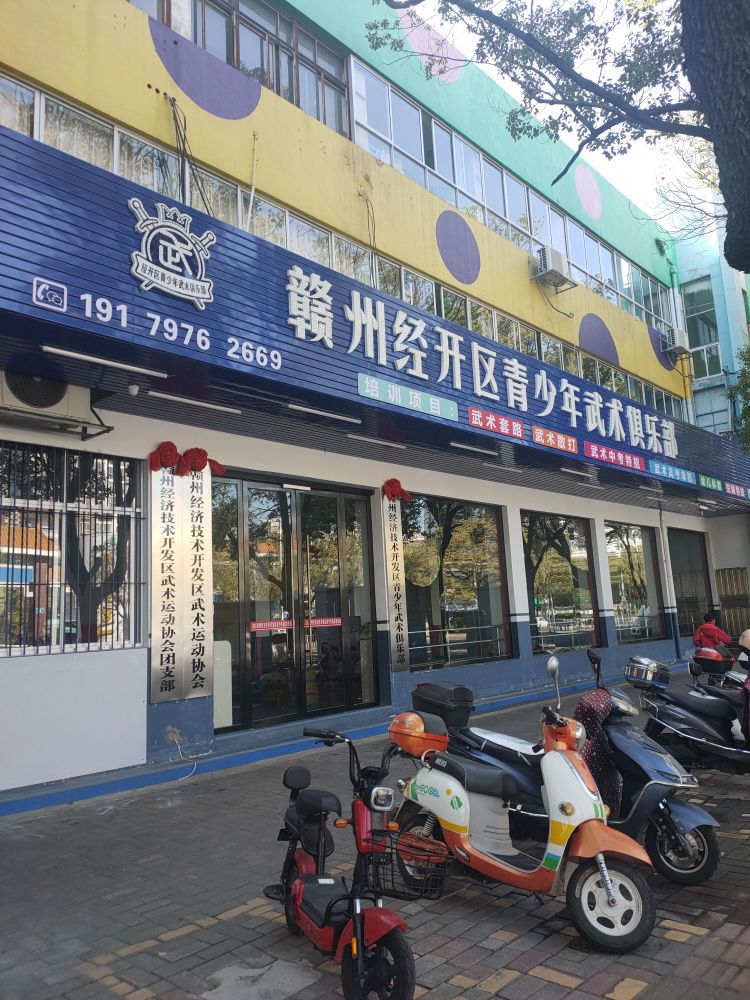 武
经开区青少年武术俱乐部
191 7976 2669
赣州经开区青少年武术俱乐部
培训项目：
武术套路
武术散打
武术中考特招
赣州经济技术开发区武术运动协会团支部
赣州经济技术开发区武术运动协会
赣州经济技术开发区青少年武术俱乐部